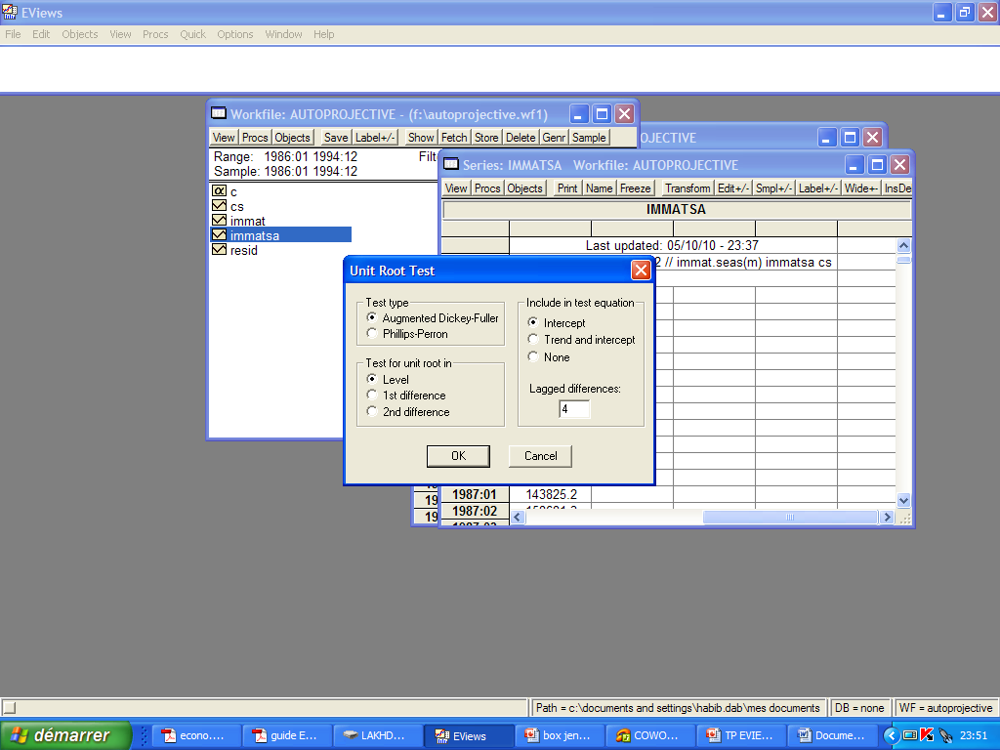 EViews
File Edit Objects View Procs Quick Options Window Help
Workfile: AUTOPROJECTIVE - (f:\autoprojective.wf1)
View Procs Objects Save Label+/- Show Fetch Store Delete Genr Sample
Range: 1986:01 1994:12 Filt
Sample: 1986:01 1994:12
c
cs
immat
immatsa
resid
OJECTIVE
Series: IMMATSA Workfile: AUTOPROJECTIVE
View Procs Objects Print Name Freeze Transform Edit+/- Smpl+/- Label+/- Wide+- InsDe
IMMATSA
Last updated: 05/10/10 - 23:37
2 // immat.seas(m) immatsa cs
Unit Root Test
Test type
Augmented Dickey-Fuller
Phillips-Perron
Test for unit root in
Level
1st difference
2nd difference
Include in test equation
Intercept
Trend and intercept
None
Lagged differences:
4
OK Cancel
19
19
1987:01 143825.2
1987:02
Path = c:\documents and settings\habib.dab\mes documents DB = none WF = autoprojective
démarrer econo.... guide E... LAKHD... EViews box jen... COWO... TP EVIE... Docume... 23:51